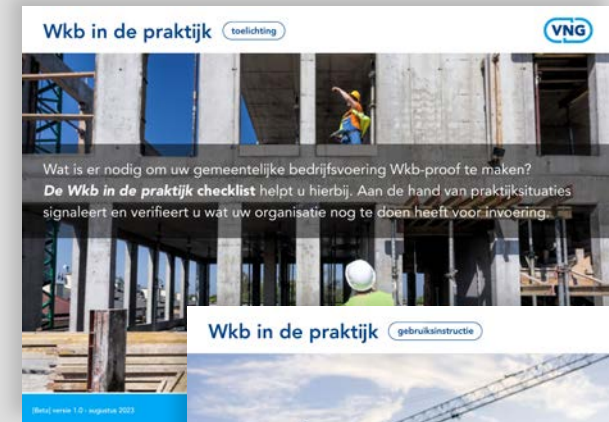 Wkb in de praktijk toelichting
VNG
Wat is er nodig om uw gemeentelijke bedrijfsvoering Wkb-proof te maken?
De Wkb in de praktijk checklist helpt u hierbij. Aan de hand van praktijksituaties
signaleert en verifieert u wat uw organisatie nog te doen heeft voor invoering.
Wkb in de praktijk gebruiksinstructie
[Beta] versie 1.0 - augustus 2023